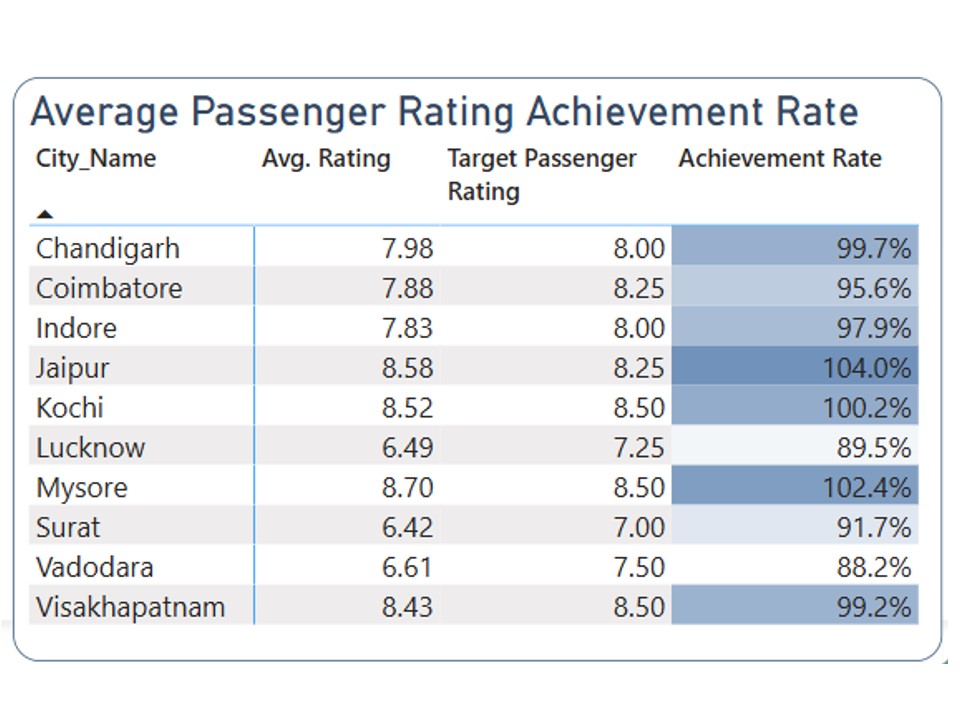 Average Passenger Rating Achievement Rate
City_Name Avg. Rating Target Passenger Achievement Rate
Rating
Chandigarh 7.98 8.00 99.7%
Coimbatore 7.88 8.25 95.6%
Indore 7.83 8.00 97.9%
Jaipur 8.58 8.25 104.0%
Kochi 8.52 8.50 100.2%
Lucknow 6.49 7.25 89.5%
Mysore 8.70 8.50 102.4%
Surat 6.42 7.00 91.7%
Vadodara 6.61 7.50 88.2%
Visakhapatnam 8.43 8.50 99.2%